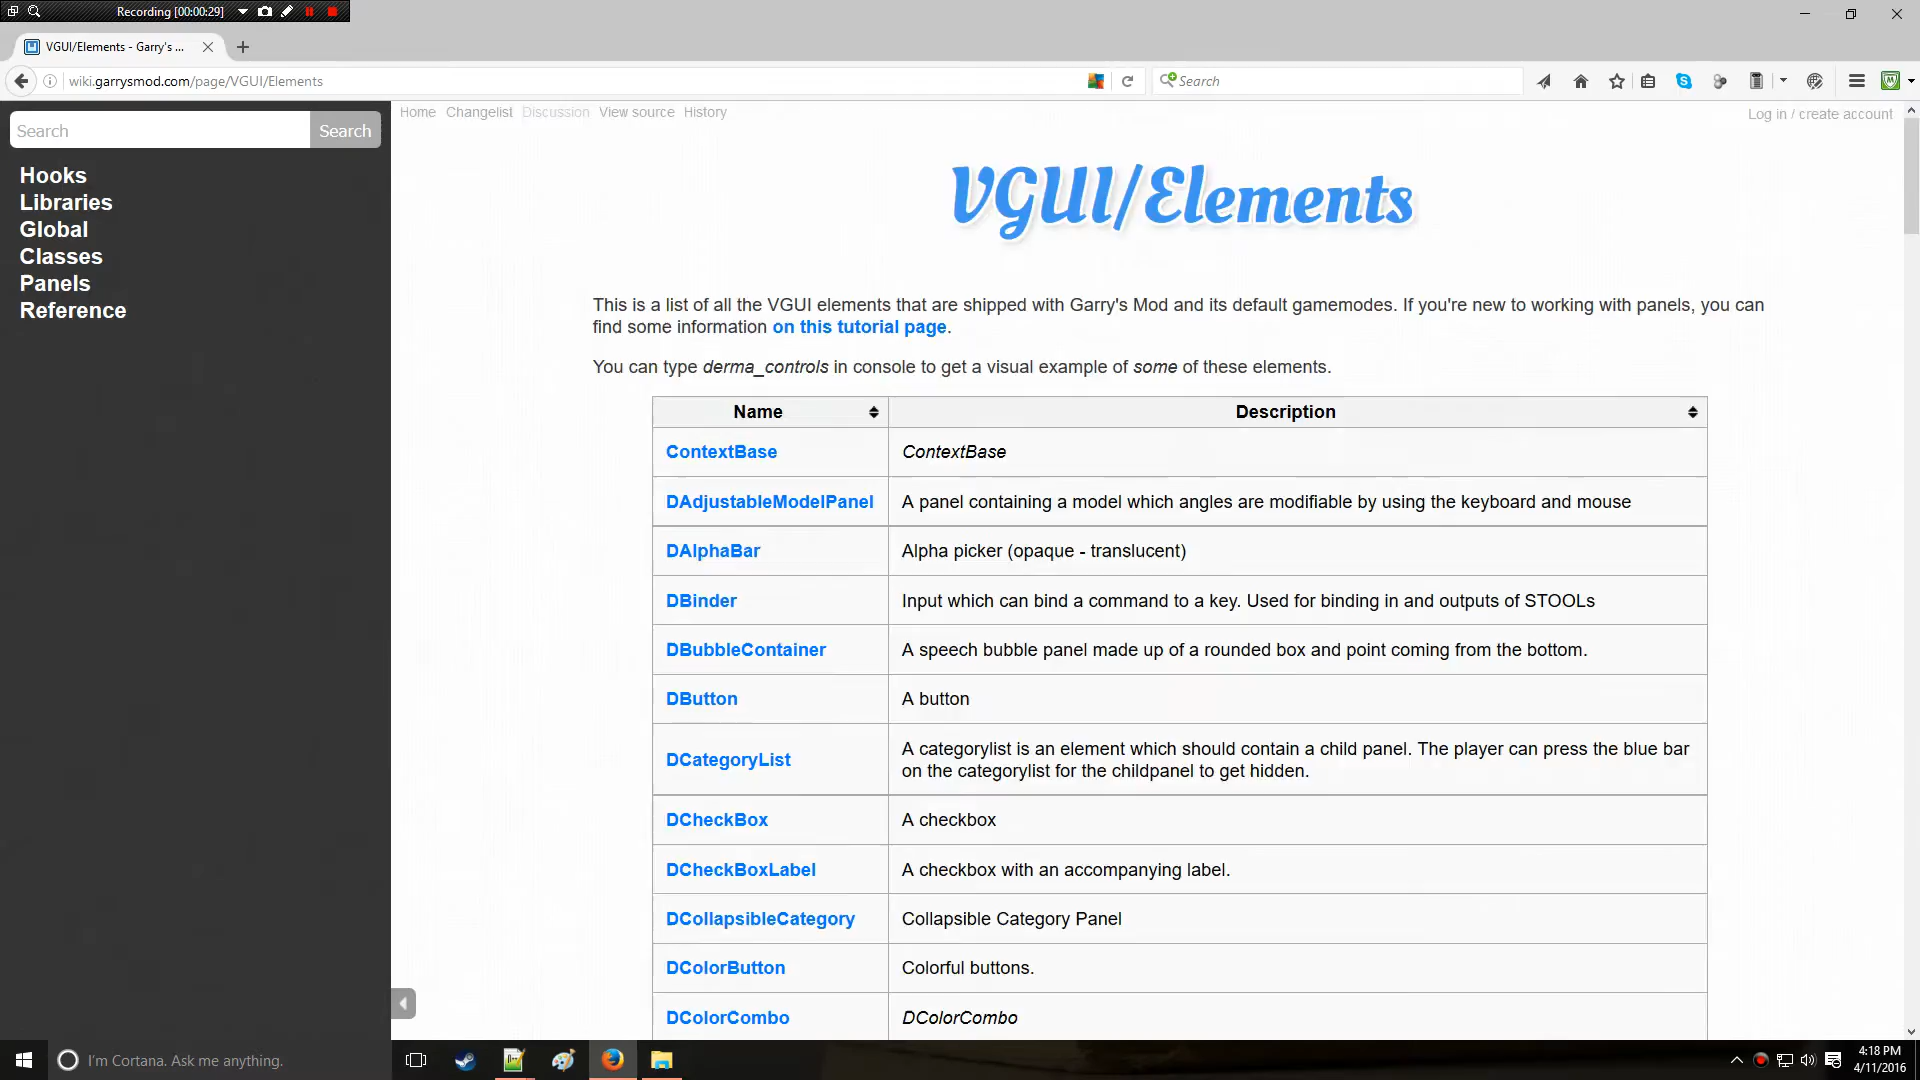 Recording [00:00:29]
VGUI/Elements - Garry's ...
wiki.garrysmod.com/page/VGUI/Elements
Search
Search
Search
Hooks
Libraries
Global
Classes
Panels
Reference
Home Changelist Discussion View source History
Log in / create account
VGUI/Elements
This is a list of all the VGUI elements that are shipped with Garry's Mod and its default gamemodes. If you're new to working with panels, you can
find some information on this tutorial page.
You can type derma_controls in console to get a visual example of some of these elements.
Name Description
ContextBase ContextBase
DAdjustableModelPanel A panel containing a model which angles are modifiable by using the keyboard and mouse
DAlphaBar Alpha picker (opaque - translucent)
DBinder Input which can bind a command to a key. Used for binding in and outputs of STOOLs
DBubbleContainer A speech bubble panel made up of a rounded box and point coming from the bottom.
DButton A button
DCategoryList A categorylist is an element which should contain a child panel. The player can press the blue bar
on the categorylist for the childpanel to get hidden.
DCheckBox A checkbox
DCheckBoxLabel A checkbox with an accompanying label.
DCollapsibleCategory Collapsible Category Panel
DColorButton Colorful buttons.
DColorCombo DColorCombo
I'm Cortana. Ask me anything.
4:18 PM
4/11/2016